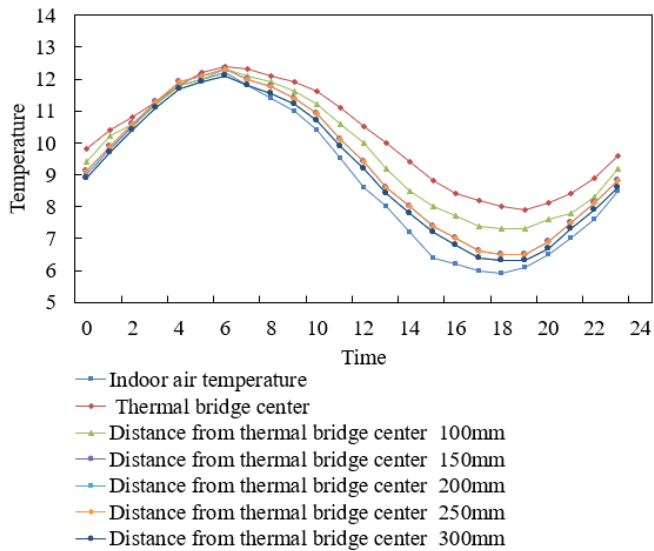 14
13
12
11
10
9
8
7
6
5
Temperature
0 2 4 6 8 10 12 14 16 18 20 22 24
Time
Indoor air temperature
Thermal bridge center
Distance from thermal bridge center 100mm
Distance from thermal bridge center 150mm
Distance from thermal bridge center 200mm
Distance from thermal bridge center 250mm
Distance from thermal bridge center 300mm